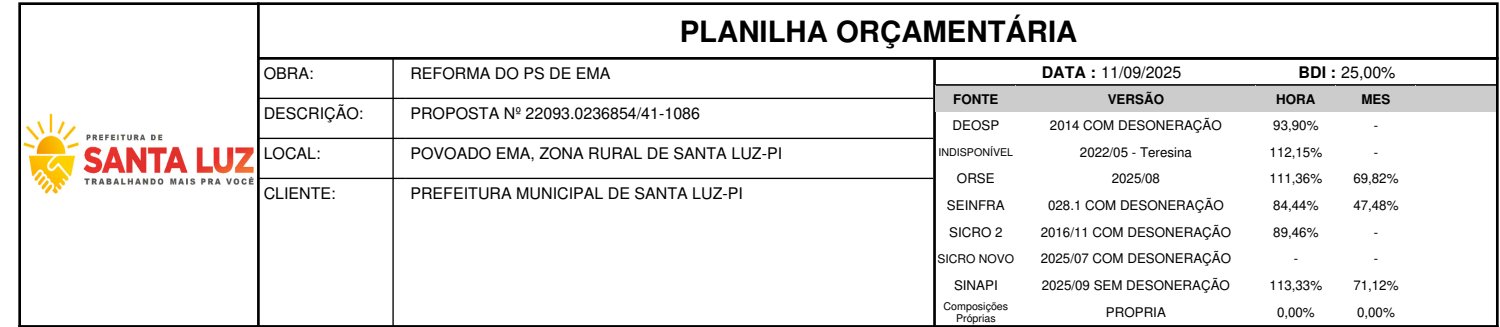 PLANILHA ORÇAMENTÁRIA
PREFEITURA DE
SANTA LUZ
TRABALHANDO MAIS PRA VOCÊ
OBRA: REFORMA DO PS DE EMA
DESCRIÇÃO: PROPOSTA Nº 22093.0236854/41-1086
LOCAL: POVOADO EMA, ZONA RURAL DE SANTA LUZ-PI
CLIENTE: PREFEITURA MUNICIPAL DE SANTA LUZ-PI
DATA : 11/09/2025 BDI : 25,00%
FONTE VERSÃO HORA MES
DEOSP 2014 COM DESONERAÇÃO 93,90% -
INDISPONÍVEL 2022/05 - Teresina 112,15% -
ORSE 2025/08 111,36% 69,82%
SEINFRA 028.1 COM DESONERAÇÃO 84,44% 47,48%
SICRO 2 2016/11 COM DESONERAÇÃO 89,46% -
SICRO NOVO 2025/07 COM DESONERAÇÃO - -
SINAPI 2025/09 SEM DESONERAÇÃO 113,33% 71,12%
Composições
Próprias PROPRIA 0,00% 0,00%